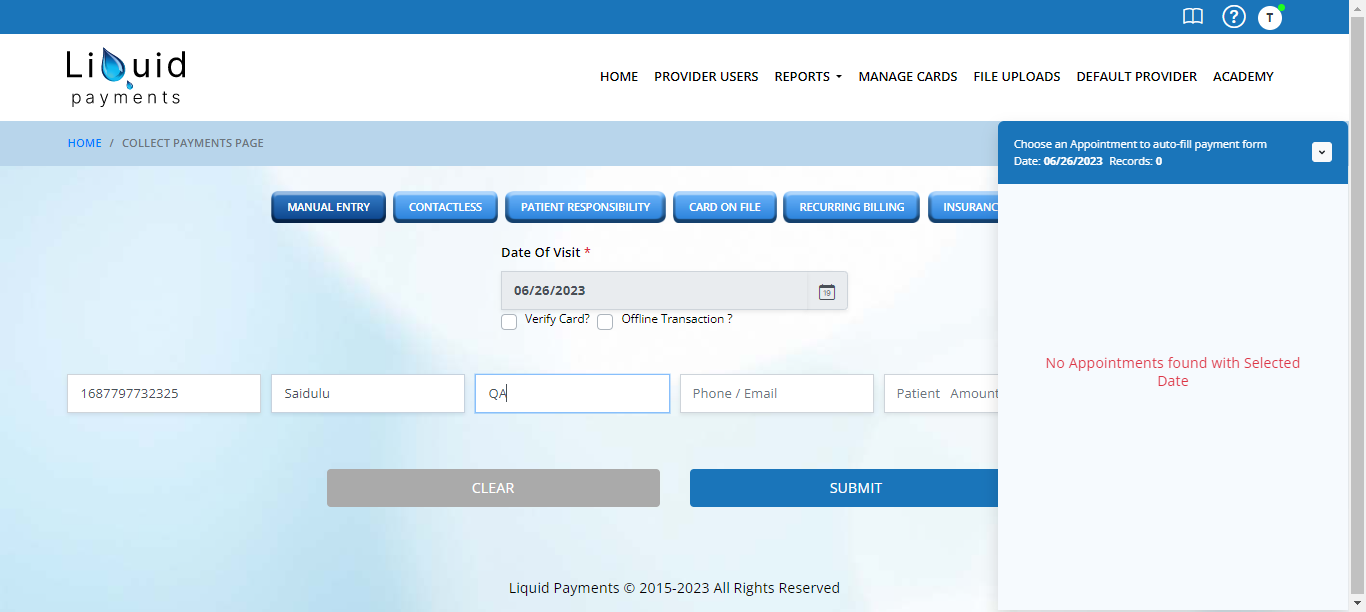 ? T
Liquid
payments
HOME PROVIDER USERS REPORTS MANAGE CARDS FILE UPLOADS DEFAULT PROVIDER ACADEMY
HOME / COLLECT PAYMENTS PAGE
Choose an Appointment to auto-fill payment form
Date: 06/26/2023 Records: 0
MANUAL ENTRY CONTACTLESS PATIENT RESPONSIBILITY CARD ON FILE RECURRING BILLING INSURANC
Date Of Visit *
06/26/2023 19
Verify Card? Offline Transaction ?
No Appointments found with Selected
Date
1687797732325 Saidulu QA Phone / Email Patient Amount
CLEAR SUBMIT
Liquid Payments © 2015-2023 All Rights Reserved